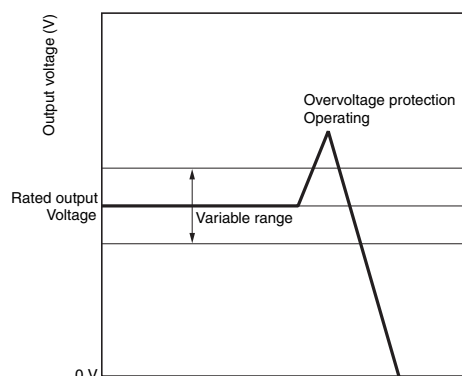 Output voltage (V)
Overvoltage protection
Operating
Rated output
Voltage
Variable range
0 V